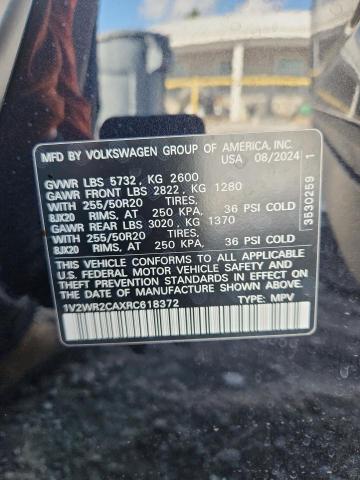 MFD BY VOLKSWAGEN GROUP OF AMERICA, INC.
USA 08/2024
GVWR LBS 5732, KG 2600
GAWR FRONT LBS 2822, KG 1280
WITH 255/50R20 TIRES,
8JX20 RIMS, AT 250 KPA, 36 PSI COLD
GAWR REAR LBS 3020, KG 1370
WITH 255/50R20 TIRES,
8JX20 RIMS, AT 250 KPA, 36 PSI COLD
THIS VEHICLE CONFORMS TO ALL APPLICABLE
U.S. FEDERAL MOTOR VEHICLE SAFETY AND
THEFT PREVENTION STANDARDS IN EFFECT
ON THE DATE OF MANUFACTURE SHOWN ABOVE.
1V2WR2CAXRC618372 TYPE: MPV
3530259 1